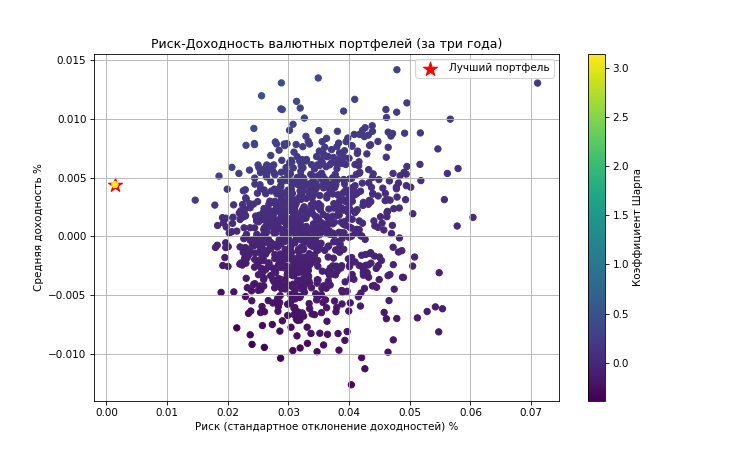 Риск-Доходность валютных портфелей (за три года)
Лучший портфель
Средняя доходность %
0.015
0.010
0.005
0.000
−0.005
−0.010
0.00 0.01 0.02 0.03 0.04 0.05 0.06 0.07
Риск (стандартное отклонение доходностей) %
3.0
2.5
2.0
1.5
1.0
0.5
0.0
Коэффициент Шарпа